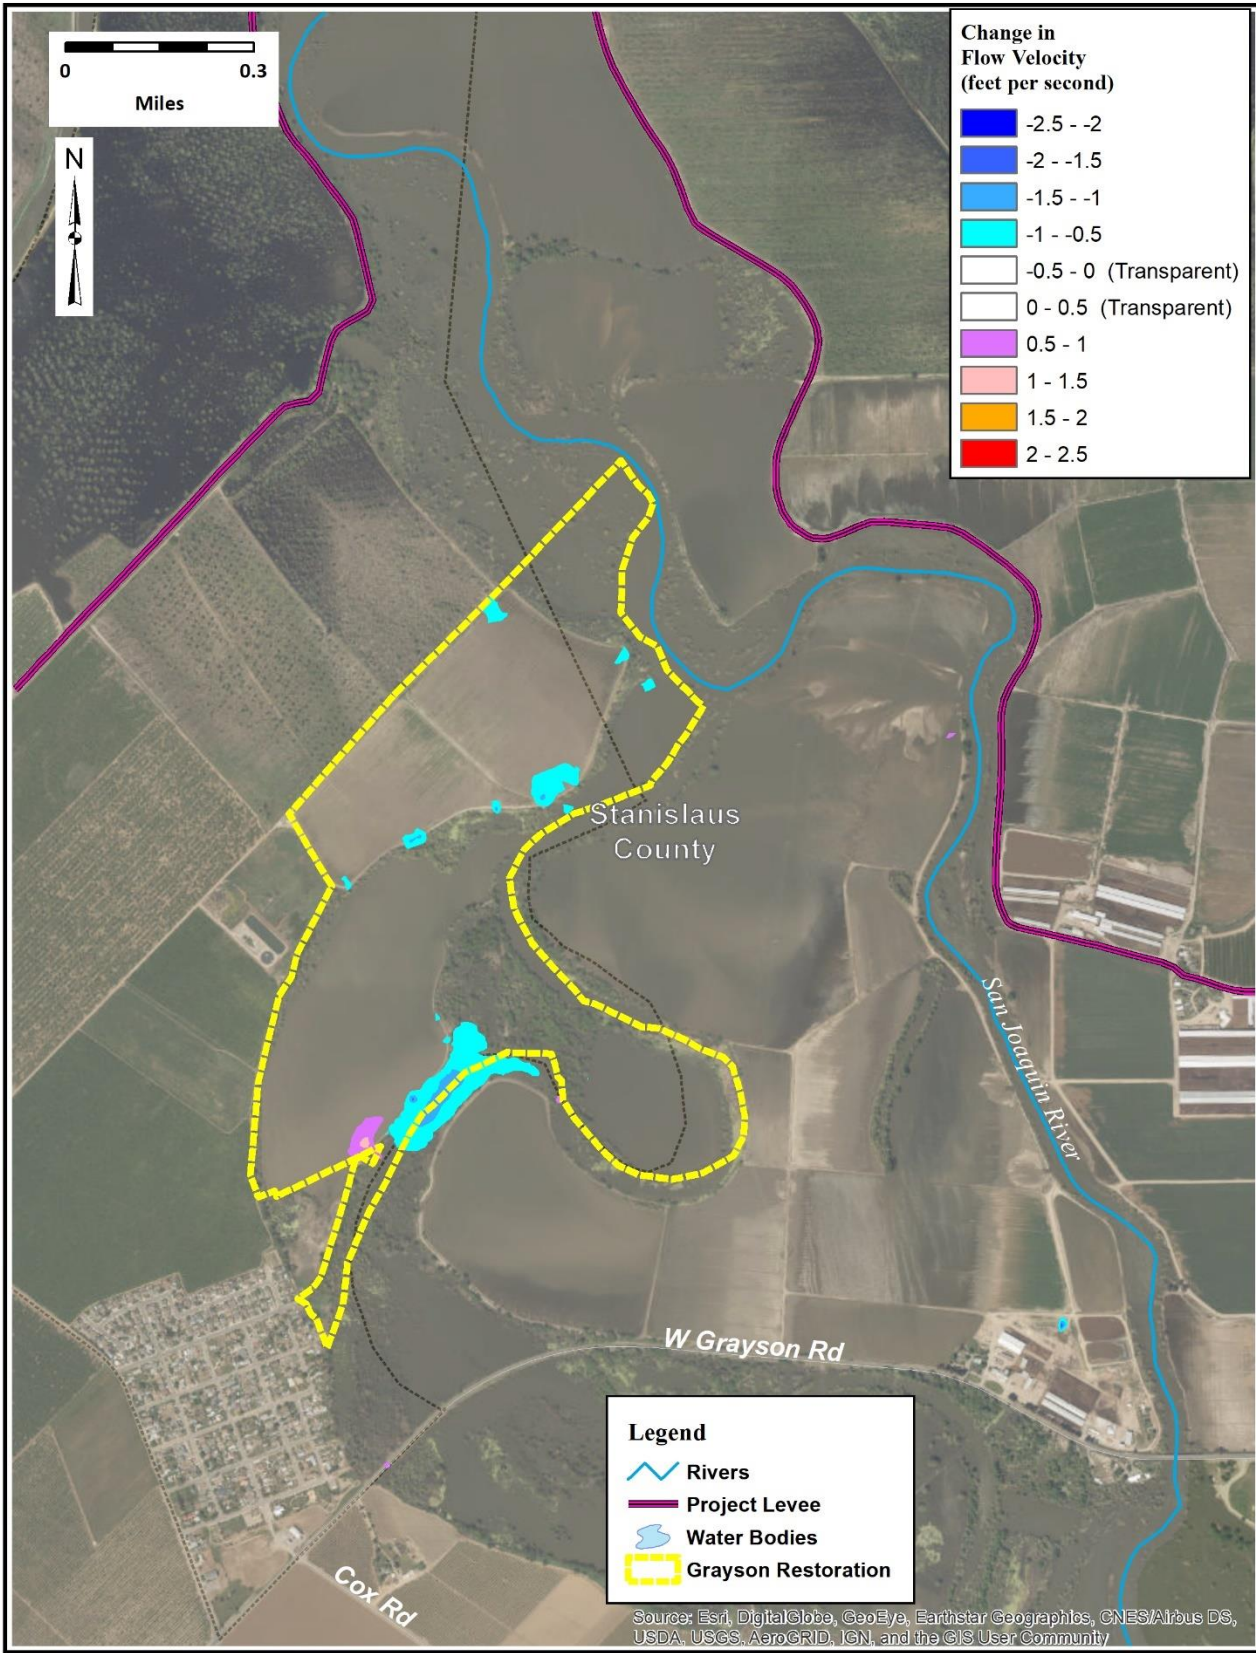 0 0.3
Miles
N
Change in
Flow Velocity
(feet per second)
-2.5 - -2
-2 - -1.5
-1.5 - -1
-1 - -0.5
-0.5 - 0 (Transparent)
0 - 0.5 (Transparent)
0.5 - 1
1 - 1.5
1.5 - 2
2 - 2.5
Stanislaus
County
San Joaquin River
W Grayson Rd
Cox Rd
Legend
Rivers
Project Levee
Water Bodies
Grayson Restoration
Source: Esri, DigitalGlobe, GeoEye, Earthstar Geographics, CNES/Airbus DS,
USDA, USGS, AeroGRID, IGN, and the GIS User Community